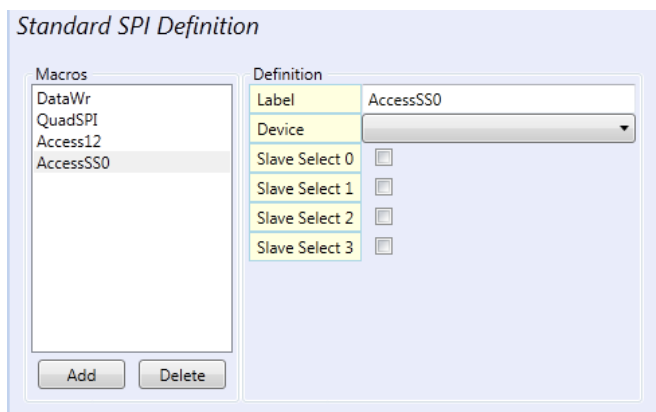 Standard SPI Definition
Macros
DataWr
QuadSPI
Access12
AccessSS0
Add Delete
Definition
Label AccessSS0
Device
Slave Select 0
Slave Select 1
Slave Select 2
Slave Select 3